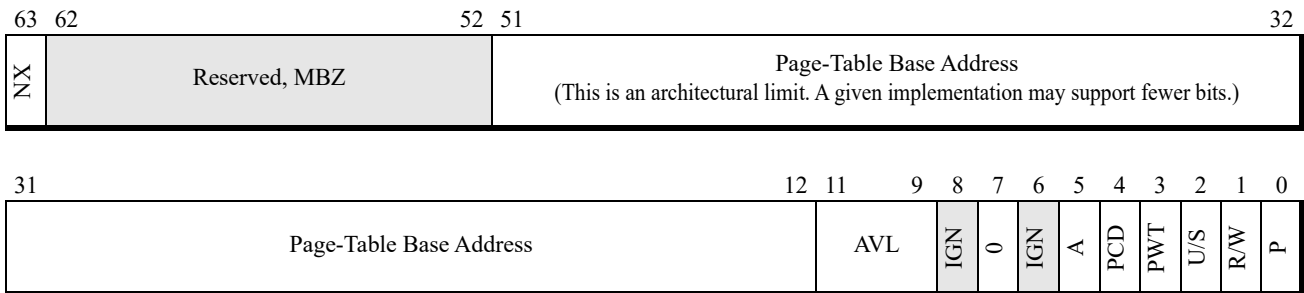 63 62 52 51 32
NX Reserved, MBZ Page-Table Base Address
(This is an architectural limit. A given implementation may support fewer bits.)
31 12 11 9 8 7 6 5 4 3 2 1 0
Page-Table Base Address AVL IGN 0 IGN A PCD PWT U/S R/W P